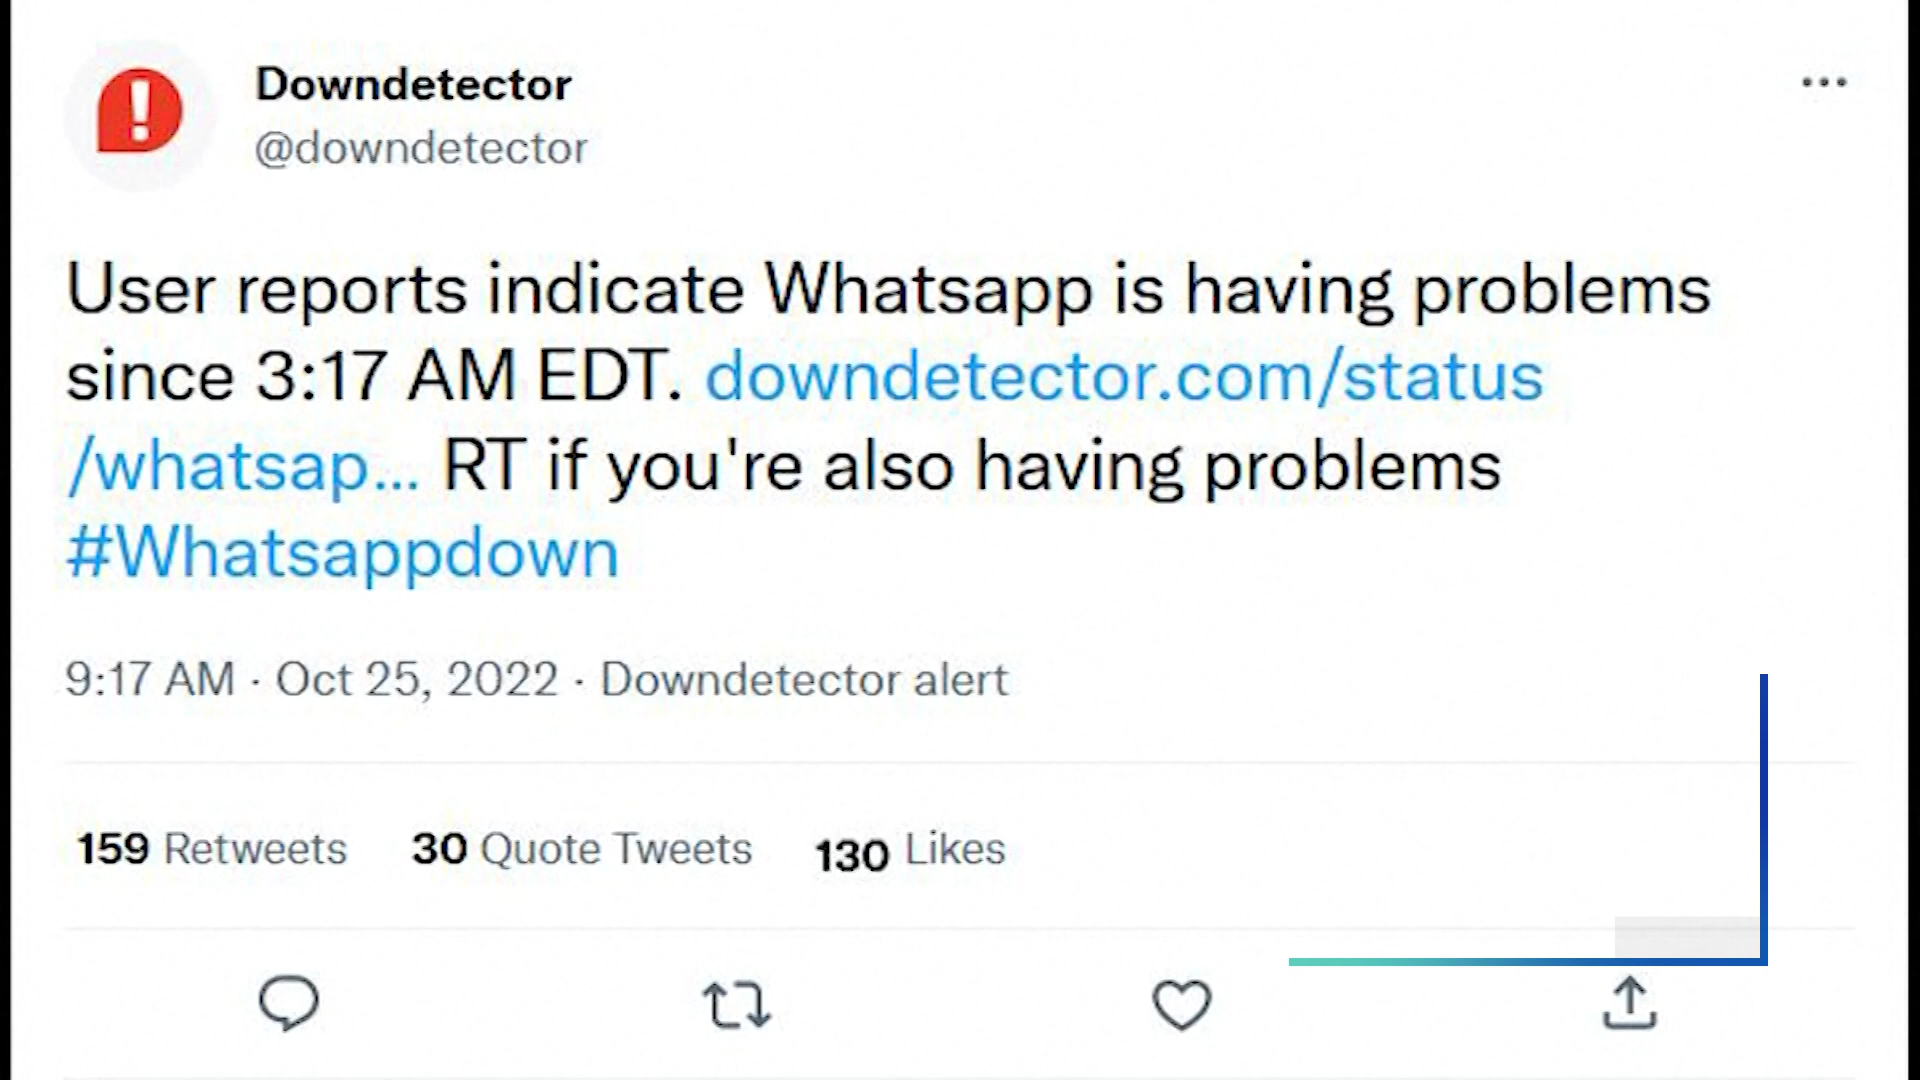 Downdetector
@downdetector
User reports indicate Whatsapp is having problems
since 3:17 AM EDT. downdetector.com/status
/whatsap... RT if you're also having problems
#Whatsappdown
9:17 AM · Oct 25, 2022 · Downdetector alert
159 Retweets 30 Quote Tweets 130 Likes